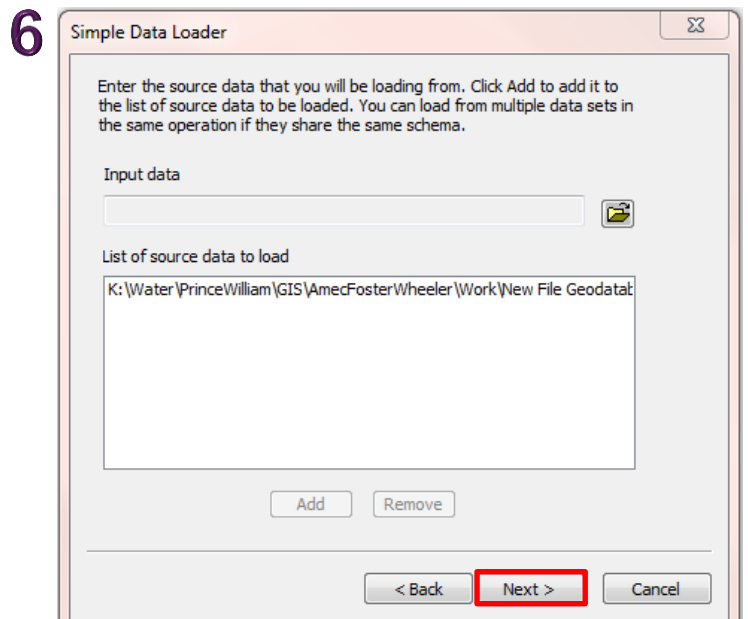 6
Simple Data Loader
Enter the source data that you will be loading from. Click Add to add it to
the list of source data to be loaded. You can load from multiple data sets in
the same operation if they share the same schema.
Input data
List of source data to load
K:\Water\PrinceWilliam\GIS\AmecFosterWheeler\Work\New File Geodatab
Add Remove
< Back Next > Cancel